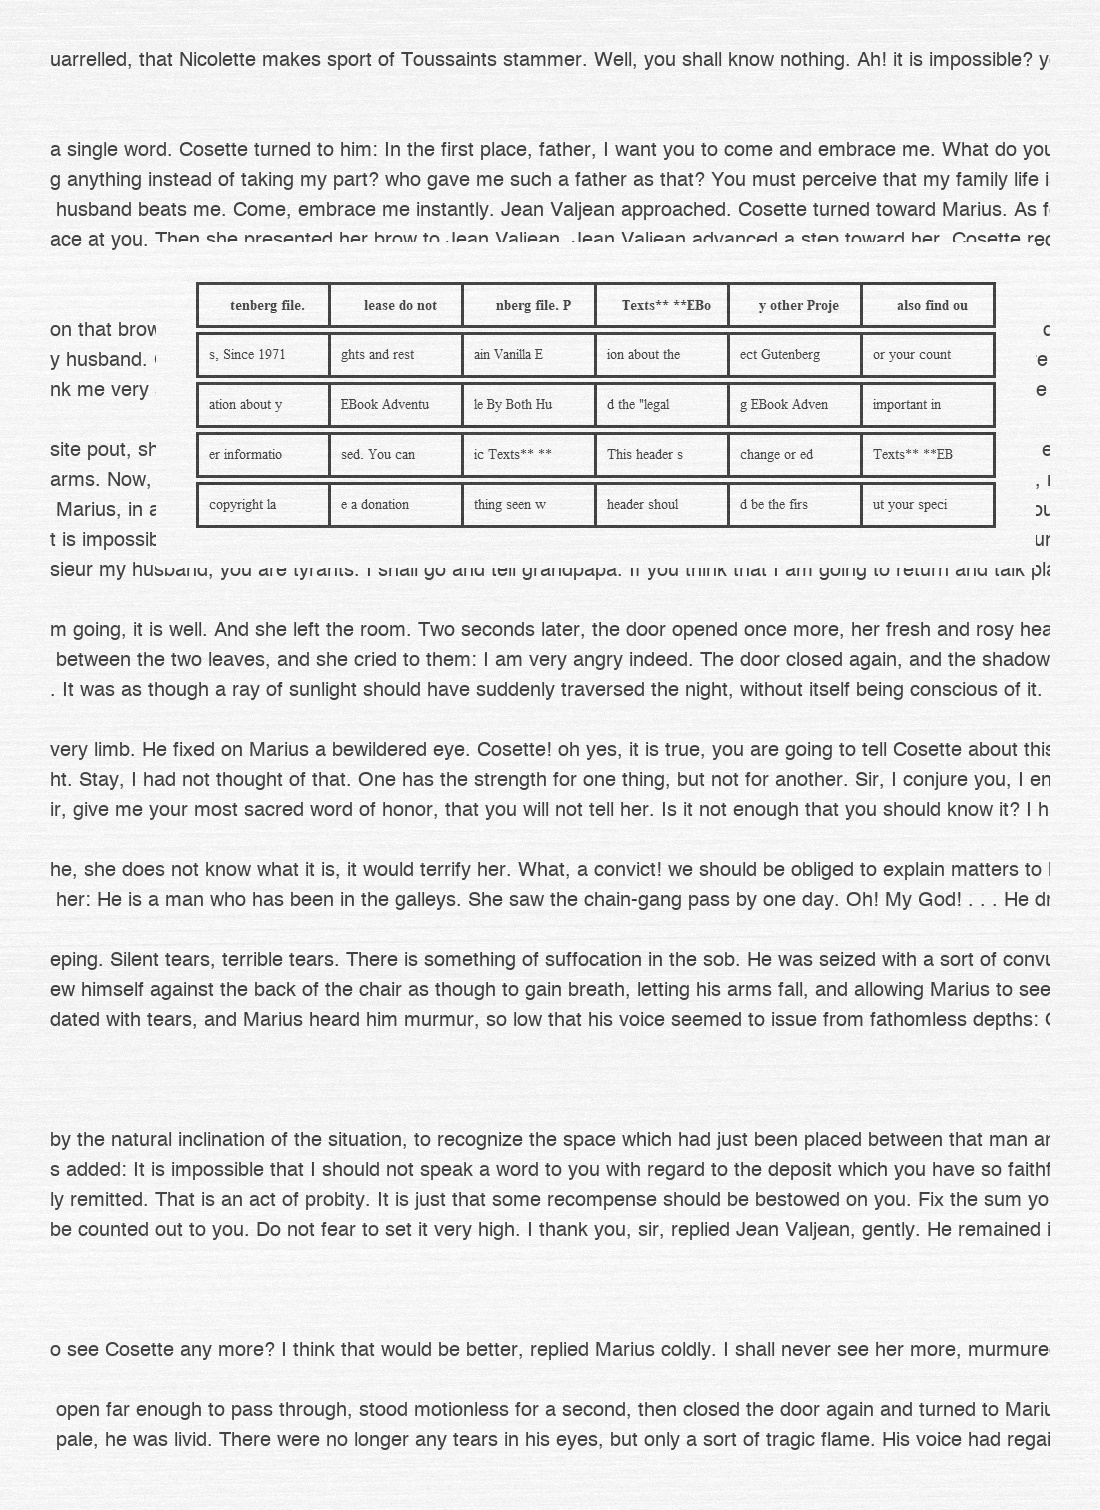 uarrelled, that Nicolette makes sport of Toussaints stammer. Well, you shall know nothing. Ah! it is impossible? y
a single word. Cosette turned to him: In the first place, father, I want you to come and embrace me. What do you
g anything instead of taking my part? who gave me such a father as that? You must perceive that my family life i
husband beats me. Come, embrace me instantly. Jean Valjean approached. Cosette turned toward Marius. As f
ace at you. Then she presented her brow to Jean Valjean. Jean Valjean advanced a step toward her. Cosette rec
tenberg file. lease do not nberg file. P Texts** **EBo y other Proje also find ou
on that brow
s, Since 1971 ghts and rest ain Vanilla E ion about the ect Gutenberg or your count
y husband.
nk me very
ation about y EBook Adventu le By Both Hu d the "legal g EBook Adven important in
site pout, sh
er informatio sed. You can ic Texts** ** This header s change or ed Texts** **EB
arms. Now,
Marius, in a
copyright la e a donation thing seen w header shoul d be the firs ut your speci
t is impossib
sieur my husband, you are tyrants. I shall go and tell grandpapa. If you think that I am going to return and talk pla
m going, it is well. And she left the room. Two seconds later, the door opened once more, her fresh and rosy hea
between the two leaves, and she cried to them: I am very angry indeed. The door closed again, and the shadow
. It was as though a ray of sunlight should have suddenly traversed the night, without itself being conscious of it.
very limb. He fixed on Marius a bewildered eye. Cosette! oh yes, it is true, you are going to tell Cosette about this
ht. Stay, I had not thought of that. One has the strength for one thing, but not for another. Sir, I conjure you, I en
ir, give me your most sacred word of honor, that you will not tell her. Is it not enough that you should know it? I h
he, she does not know what it is, it would terrify her. What, a convict! we should be obliged to explain matters to
her: He is a man who has been in the galleys. She saw the chain-gang pass by one day. Oh! My God! . . . He dr
eping. Silent tears, terrible tears. There is something of suffocation in the sob. He was seized with a sort of convu
ew himself against the back of the chair as though to gain breath, letting his arms fall, and allowing Marius to see
dated with tears, and Marius heard him murmur, so low that his voice seemed to issue from fathomless depths:
by the natural inclination of the situation, to recognize the space which had just been placed between that man an
s added: It is impossible that I should not speak a word to you with regard to the deposit which you have so faithf
ly remitted. That is an act of probity. It is just that some recompense should be bestowed on you. Fix the sum yo
be counted out to you. Do not fear to set it very high. I thank you, sir, replied Jean Valjean, gently. He remained i
o see Cosette any more? I think that would be better, replied Marius coldly. I shall never see her more, murmure
open far enough to pass through, stood motionless for a second, then closed the door again and turned to Mariu
pale, he was livid. There were no longer any tears in his eyes, but only a sort of tragic flame. His voice had regai